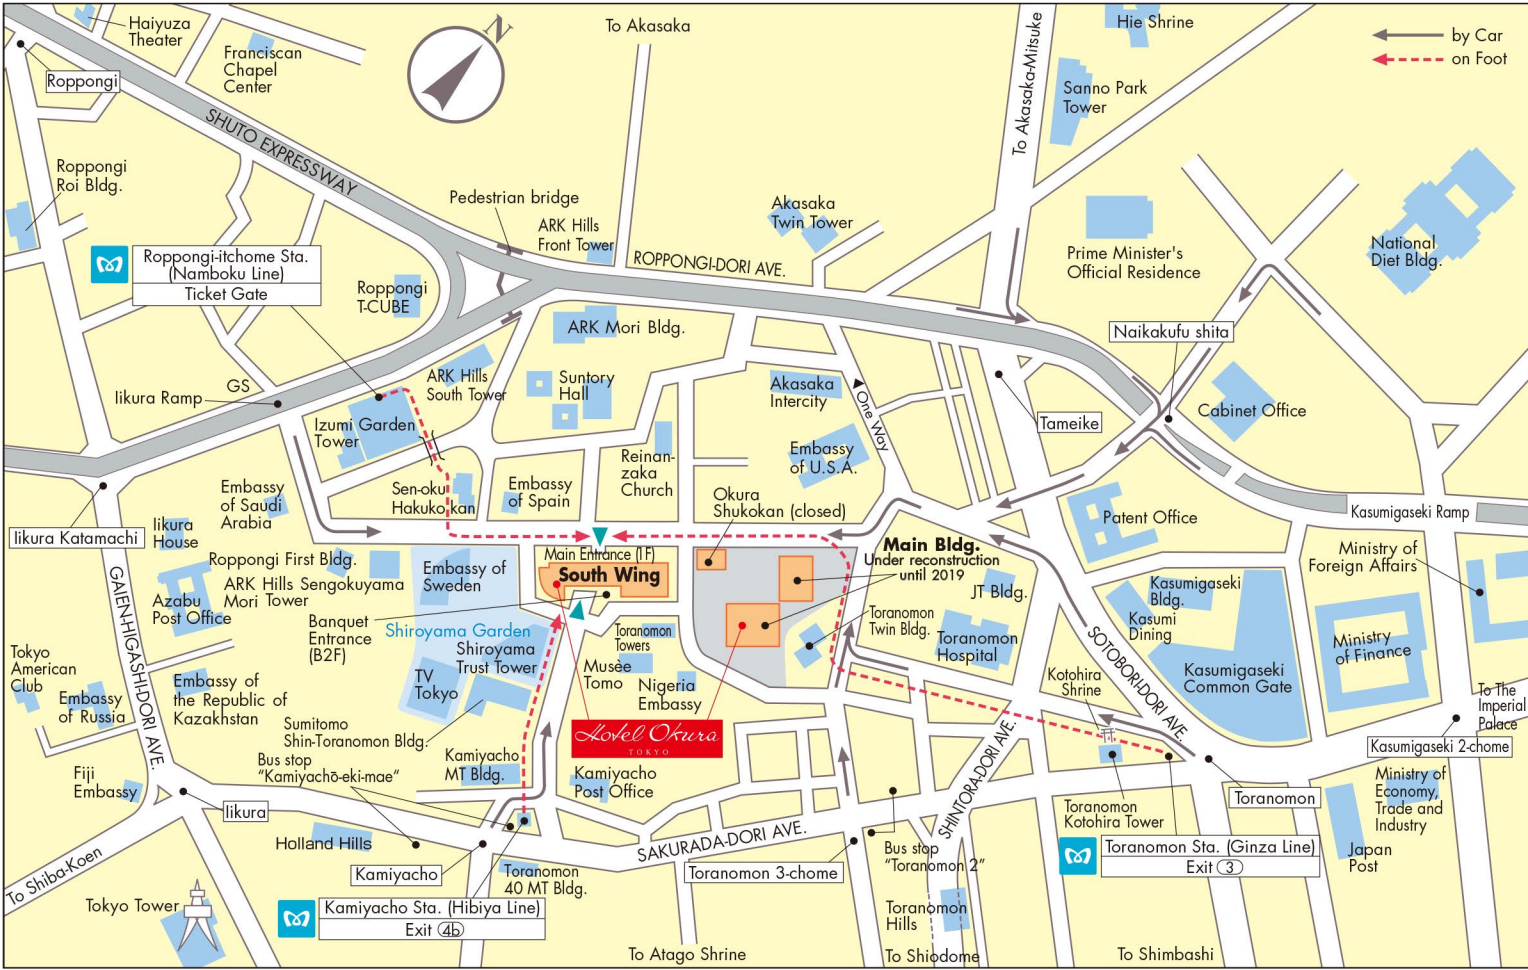 Haiyuza
Theater
Roppongi
Franciscan
Chapel
Center
N
To Akasaka
To Akasaka-Mitsuke
Hie Shrine
by Car
on Foot
Sanno Park
Tower
SHUTO EXPRESSWAY
Roppongi
Roi Bldg.
Pedestrian bridge
ARK Hills
Front Tower
Akasaka
Twin Tower
ROPPONGI-DORI AVE.
Prime Minister's
Official Residence
National
Diet Bldg.
Roppongi-itchome Sta.
(Namboku Line)
Ticket Gate
Roppongi
T-CUBE
ARK Mori Bldg.
Naikakufu shita
GS
Iikura Ramp
ARK Hills
South Tower
Suntory
Hall
Akasaka
Intercity
One Way
Tameike
Cabinet Office
Izumi Garden
Tower
Embassy
of U.S.A.
Reinan-
zaka
Church
Sen-oku
Hakukokan
Embassy
of Spain
Okura
Shukokan (closed)
Embassy
of Saudi
Arabia
Patent Office
Kasumigaseki Ramp
Iikura Katamachi
Iikura
House
Main Entrance (1F)
South Wing
Main Bldg.
Under reconstruction
until 2019
Ministry of
Foreign Affairs
Roppongi First Bldg.
ARK Hills Sengokuyama
Mori Tower
Embassy of
Sweden
JT Bldg.
Kasumigaseki
Bldg.
Kasumi
Dining
Azabu
Post Office
Banquet
Entrance
(B2F)
Shiroyama Garden
Shiroyama
Trust Tower
Toranomon
Towers
Toranomon
Twin Bldg.
Toranomon
Hospital
SOTOBORI-DORI AVE.
Ministry
of Finance
GAIEN-HIGASHI-DORI AVE.
Tokyo
American
Club
Embassy
of Russia
Embassy of
the Republic of
Kazakhstan
TV
Tokyo
Musèe
Tomo
Nigeria
Embassy
Kotohira
Shrine
Kasumigaseki
Common Gate
To The
Imperial
Palace
Sumitomo
Shin-Toranomon Bldg.
Hotel Okura
TOKYO
Kasumigaseki 2-chome
Bus stop
"Kamiyachō-eki-mae"
Kamiyacho
MT Bldg.
Kamiyacho
Post Office
SHINTORA-DORI AVE.
Fiji
Embassy
Iikura
Toranomon
Ministry of
Economy,
Trade and
Industry
Toranomon
Kotohira Tower
Holland Hills
SAKURADA-DORI AVE.
Bus stop
"Toranomon 2"
Toranomon Sta. (Ginza Line)
Exit 3
Japan
Post
To Shiba-Koen
Kamiyacho
Toranomon
40 MT Bldg.
Toranomon 3-chome
Tokyo Tower
Kamiyacho Sta. (Hibiya Line)
Exit 4b
Toranomon
Hills
To Atago Shrine
To Shiodome
To Shimbashi